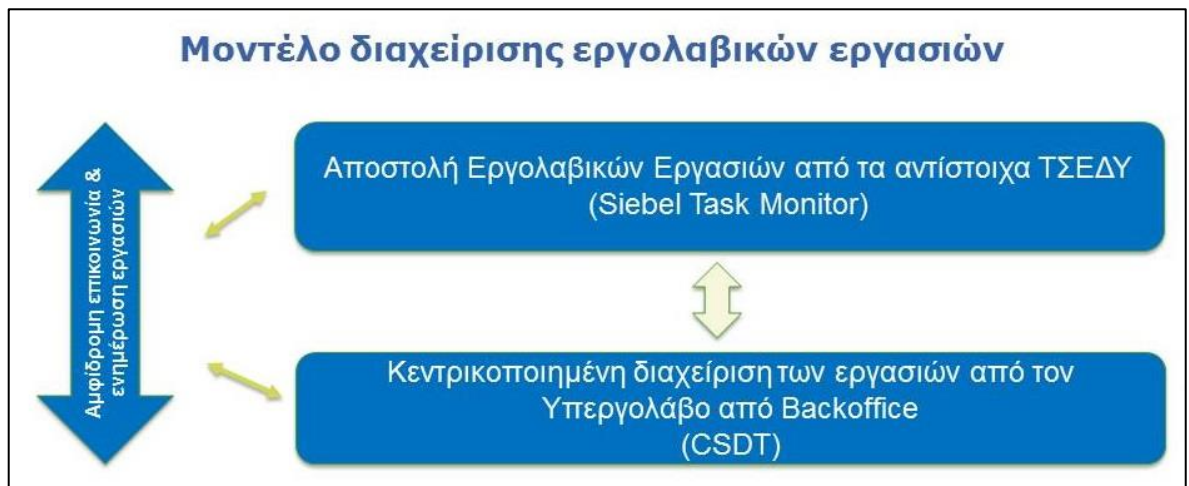 Μοντέλο διαχείρισης εργολαβικών εργασιών
Αμφίδρομη επικοινωνία &
ενημέρωση εργασιών
Αποστολή Εργολαβικών Εργασιών από τα αντίστοιχα ΤΣΕΔΥ
(Siebel Task Monitor)
Κεντρικοποιημένη διαχείριση των εργασιών από τον
Υπεργολάβο από Backoffice
(CSDT)